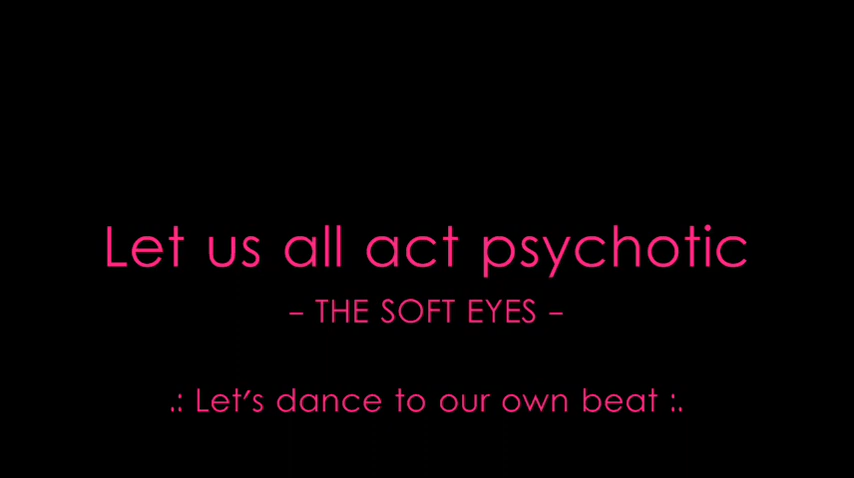 Let us all act psychotic
– THE SOFT EYES –
.: Let's dance to our own beat :.